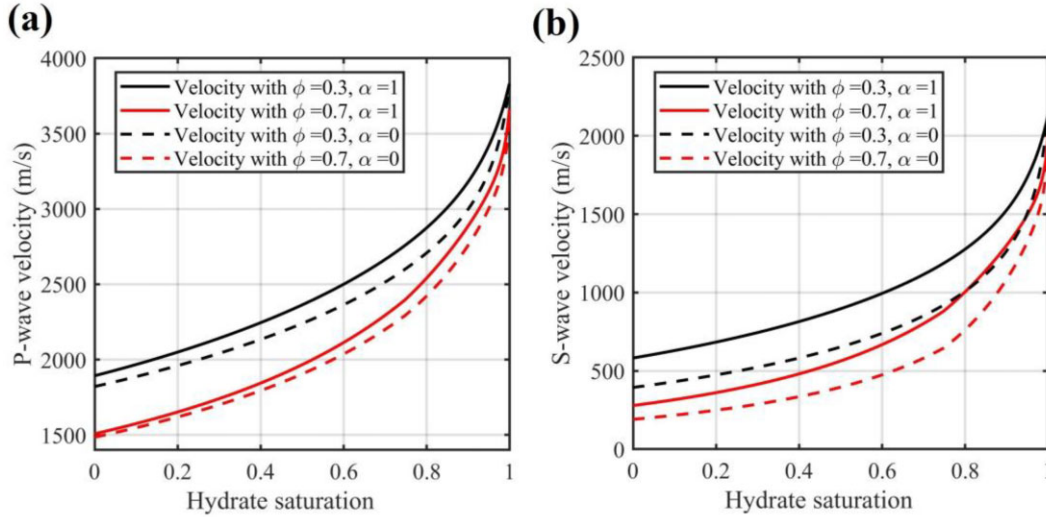 (a)
4000
3500
3000
2500
2000
1500
P-wave velocity (m/s)
Velocity with ϕ =0.3, α =1
Velocity with ϕ =0.7, α =1
Velocity with ϕ =0.3, α =0
Velocity with ϕ =0.7, α =0
0 0.2 0.4 0.6 0.8 1
Hydrate saturation
(b)
2500
2000
1500
1000
500
0
S-wave velocity (m/s)
Velocity with ϕ =0.3, α =1
Velocity with ϕ =0.7, α =1
Velocity with ϕ =0.3, α =0
Velocity with ϕ =0.7, α =0
0 0.2 0.4 0.6 0.8
Hydrate saturation